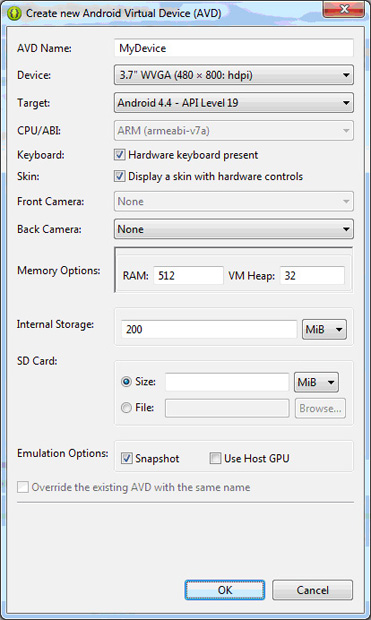 Create new Android Virtual Device (AVD)
AVD Name: MyDevice
Device: 3.7" WVGA (480 × 800: hdpi)
Target: Android 4.4 - API Level 19
CPU/ABI: ARM (armeabi-v7a)
Keyboard: Hardware keyboard present
Skin: Display a skin with hardware controls
Front Camera: None
Back Camera: None
Memory Options: RAM: 512 VM Heap: 32
Internal Storage: 200 MiB
SD Card:
Size: MiB
File: Browse...
Emulation Options: Snapshot Use Host GPU
Override the existing AVD with the same name
OK Cancel